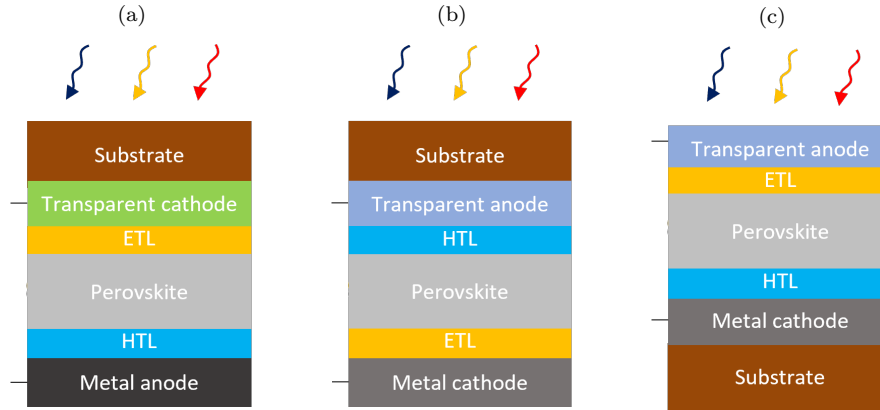 (a)
Substrate
Transparent cathode
ETL
Perovskite
HTL
Metal anode
(b)
Substrate
Transparent anode
HTL
Perovskite
ETL
Metal cathode
(c)
Transparent anode
ETL
Perovskite
HTL
Metal cathode
Substrate